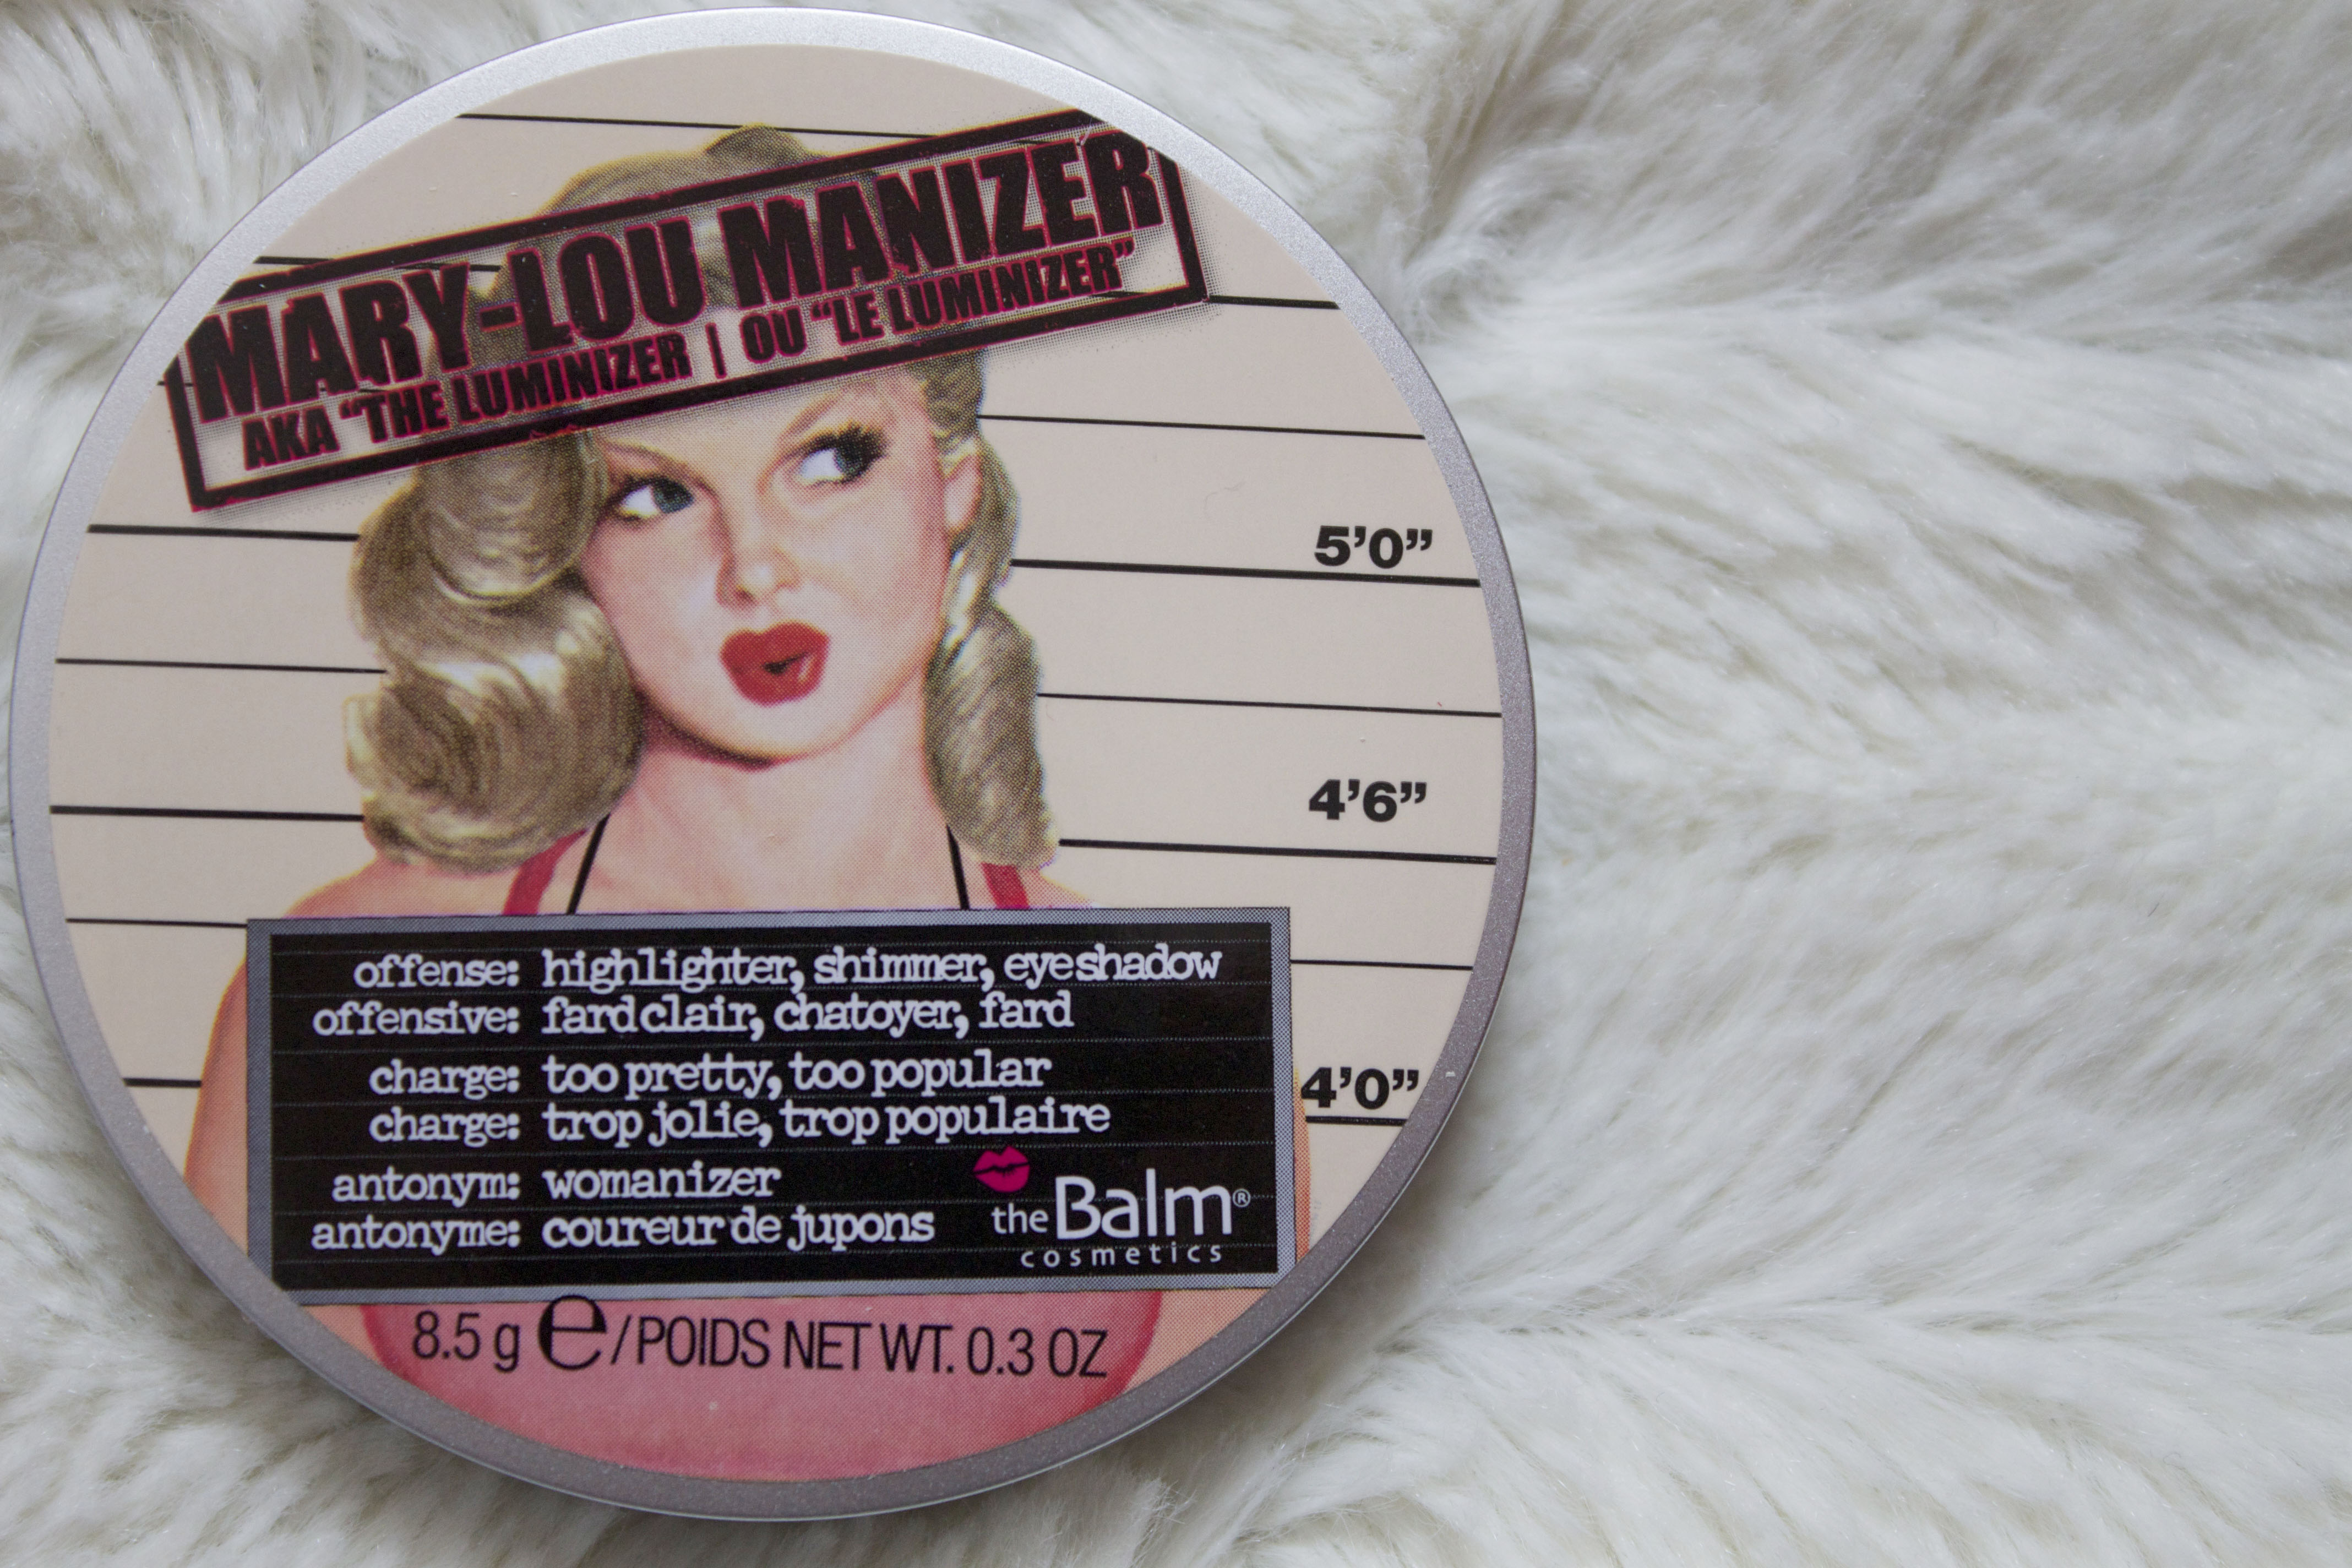 MARY-LOU MANIZER
AKA "THE LUMINIZER | OU "LE LUMINIZER"
5'0"
4'6"
4'0"
offense: highlighter, shimmer, eyeshadow
offensive: fard clair, chatoyer, fard
charge: too pretty, too popular
charge: trop jolie, trop populaire
antonym: womanizer
antonyme: coureur de jupons
the Balm®
cosmetics
8.5 g e/POIDS NET WT. 0.3 OZ